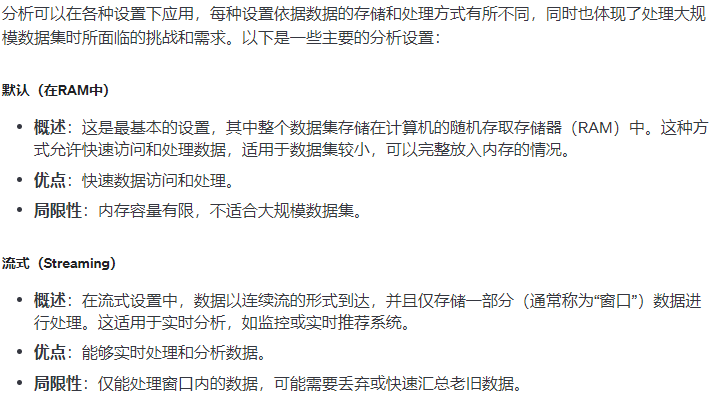 分析可以在各种设置下应用，每种设置依据数据的存储和处理方式有所不同，同时也体现了处理大规
模数据集时所面临的挑战和需求。以下是一些主要的分析设置：
默认（在RAM中）
• 概述：这是最基本的设置，其中整个数据集存储在计算机的随机存取存储器（RAM）中。这种方
式允许快速访问和处理数据，适用于数据集较小，可以完整放入内存的情况。
• 优点：快速数据访问和处理。
• 局限性：内存容量有限，不适合大规模数据集。
流式（Streaming）
• 概述：在流式设置中，数据以连续流的形式到达，并且仅存储一部分（通常称为“窗口”）数据进
行处理。这适用于实时分析，如监控或实时推荐系统。
• 优点：能够实时处理和分析数据。
• 局限性：仅能处理窗口内的数据，可能需要丢弃或快速汇总老旧数据。